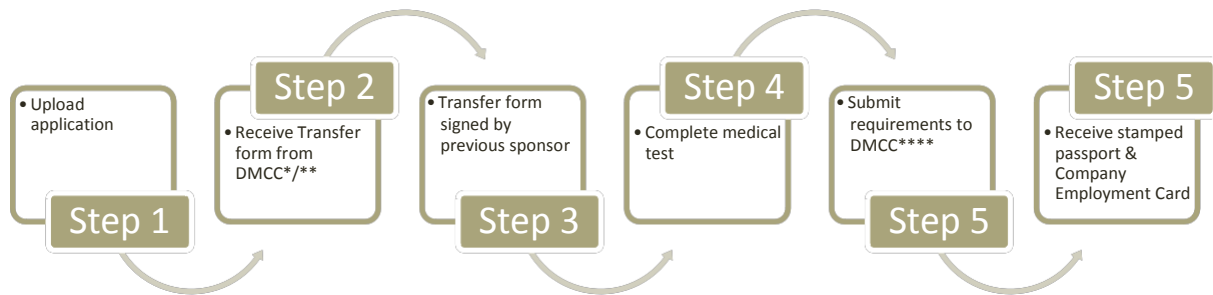 • Upload
application
Step 1
Step 2
• Receive Transfer
form from
DMCC*/**
• Transfer form
signed by
previous sponsor
Step 3
Step 4
• Complete medical
test
• Submit
requirements to
DMCC****
Step 5
Step 5
• Receive stamped
passport &
Company
Employment Card